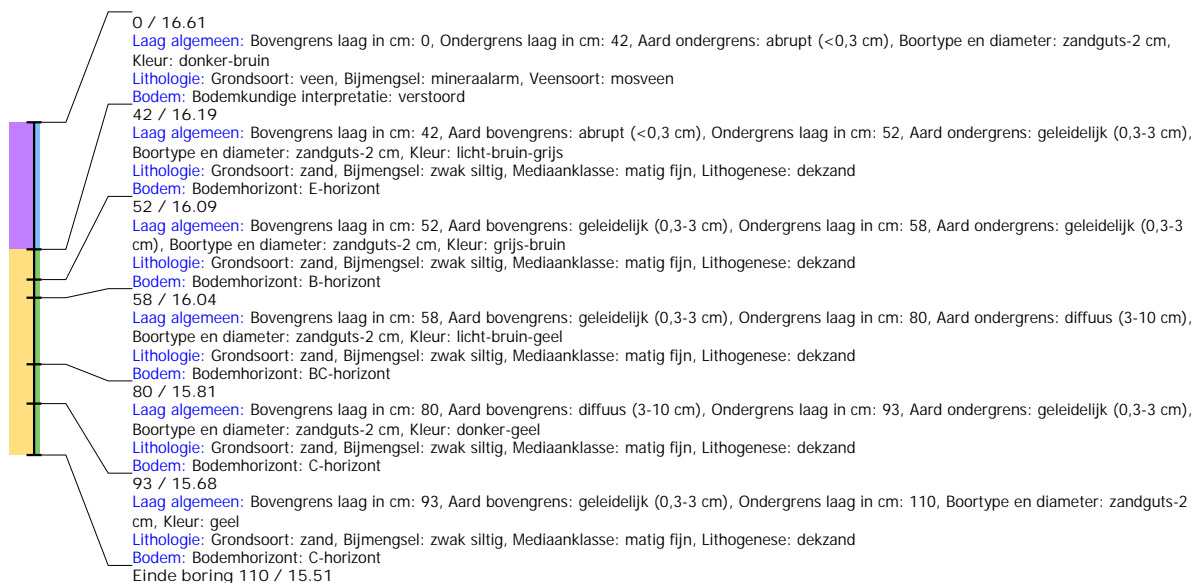 0 / 16.61
Laag algemeen: Bovengrens laag in cm: 0, Ondergrens laag in cm: 42, Aard ondergrens: abrupt (<0,3 cm), Boortype en diameter: zandguts-2 cm,
Kleur: donker-bruin
Lithologie: Grondsoort: veen, Bijmengsel: mineraalarm, Veensoort: mosveen
Bodem: Bodemkundige interpretatie: verstoord
42 / 16.19
Laag algemeen: Bovengrens laag in cm: 42, Aard bovengrens: abrupt (<0,3 cm), Ondergrens laag in cm: 52, Aard ondergrens: geleidelijk (0,3-3 cm),
Boortype en diameter: zandguts-2 cm, Kleur: licht-bruin-grijs
Lithologie: Grondsoort: zand, Bijmengsel: zwak siltig, Mediaanklasse: matig fijn, Lithogenese: dekzand
Bodem: Bodemhorizont: E-horizont
52 / 16.09
Laag algemeen: Bovengrens laag in cm: 52, Aard bovengrens: geleidelijk (0,3-3 cm), Ondergrens laag in cm: 58, Aard ondergrens: geleidelijk (0,3-3
cm), Boortype en diameter: zandguts-2 cm, Kleur: grijs-bruin
Lithologie: Grondsoort: zand, Bijmengsel: zwak siltig, Mediaanklasse: matig fijn, Lithogenese: dekzand
Bodem: Bodemhorizont: B-horizont
58 / 16.04
Laag algemeen: Bovengrens laag in cm: 58, Aard bovengrens: geleidelijk (0,3-3 cm), Ondergrens laag in cm: 80, Aard ondergrens: diffuus (3-10 cm),
Boortype en diameter: zandguts-2 cm, Kleur: licht-bruin-geel
Lithologie: Grondsoort: zand, Bijmengsel: zwak siltig, Mediaanklasse: matig fijn, Lithogenese: dekzand
Bodem: Bodemhorizont: BC-horizont
80 / 15.81
Laag algemeen: Bovengrens laag in cm: 80, Aard bovengrens: diffuus (3-10 cm), Ondergrens laag in cm: 93, Aard ondergrens: geleidelijk (0,3-3 cm),
Boortype en diameter: zandguts-2 cm, Kleur: donker-geel
Lithologie: Grondsoort: zand, Bijmengsel: zwak siltig, Mediaanklasse: matig fijn, Lithogenese: dekzand
Bodem: Bodemhorizont: C-horizont
93 / 15.68
Laag algemeen: Bovengrens laag in cm: 93, Aard bovengrens: geleidelijk (0,3-3 cm), Ondergrens laag in cm: 110, Boortype en diameter: zandguts-2
cm, Kleur: geel
Lithologie: Grondsoort: zand, Bijmengsel: zwak siltig, Mediaanklasse: matig fijn, Lithogenese: dekzand
Bodem: Bodemhorizont: C-horizont
Einde boring 110 / 15.51